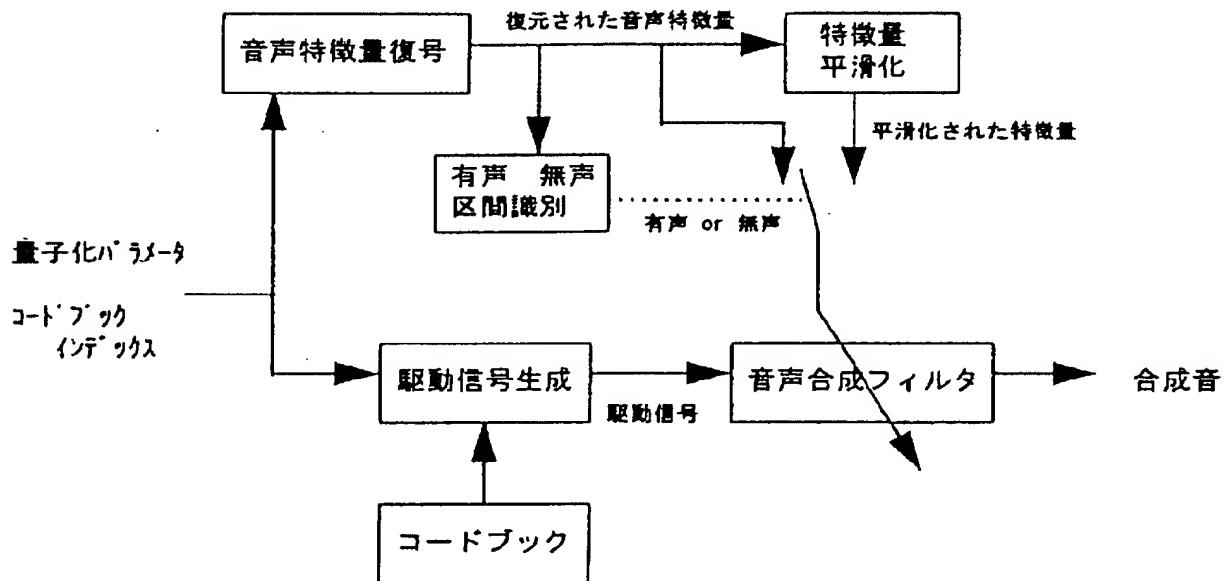 復元された音声特徴量
音声特徴量復号
特徴量
平滑化
平滑化された特徴量
有声　無声
区間識別
有声 or 無声
量子化パラメータ
コードブック
インデックス
駆動信号生成
駆動信号
音声合成フィルタ
合成音
コードブック